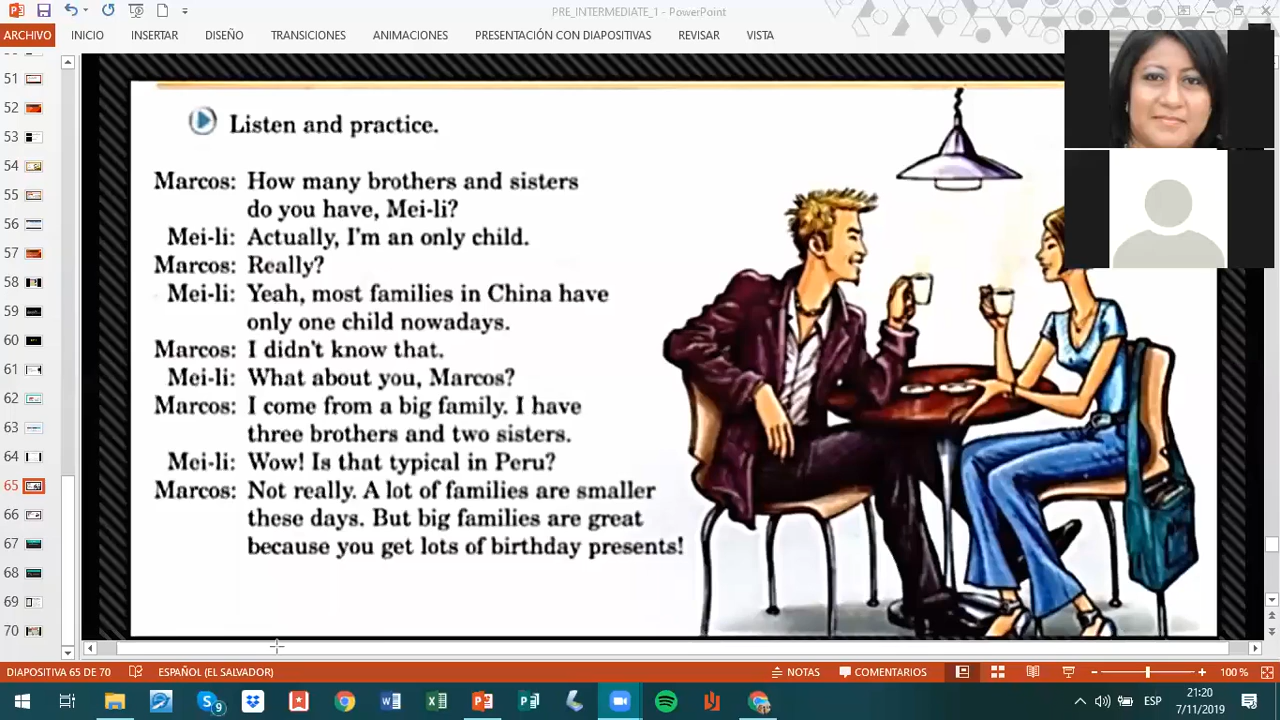 PRE_INTERMEDIATE_1 - PowerPoint
ARCHIVO INICIO INSERTAR DISEÑO TRANSICIONES ANIMACIONES PRESENTACIÓN CON DIAPOSITIVAS REVISAR VISTA
51
52
53
54
55
56
57
58
59
60
61
62
63
64
65
66
67
68
69
70
Listen and practice.
Marcos: How many brothers and sisters
do you have, Mei-li?
Mei-li: Actually, I'm an only child.
Marcos: Really?
Mei-li: Yeah, most families in China have
only one child nowadays.
Marcos: I didn't know that.
Mei-li: What about you, Marcos?
Marcos: I come from a big family. I have
three brothers and two sisters.
Mei-li: Wow! Is that typical in Peru?
Marcos: Not really. A lot of families are smaller
these days. But big families are great
because you get lots of birthday presents!
DIAPOSITIVA 65 DE 70 ESPAÑOL (EL SALVADOR) NOTAS COMENTARIOS 100 %
9
ESP
21:20
7/11/2019